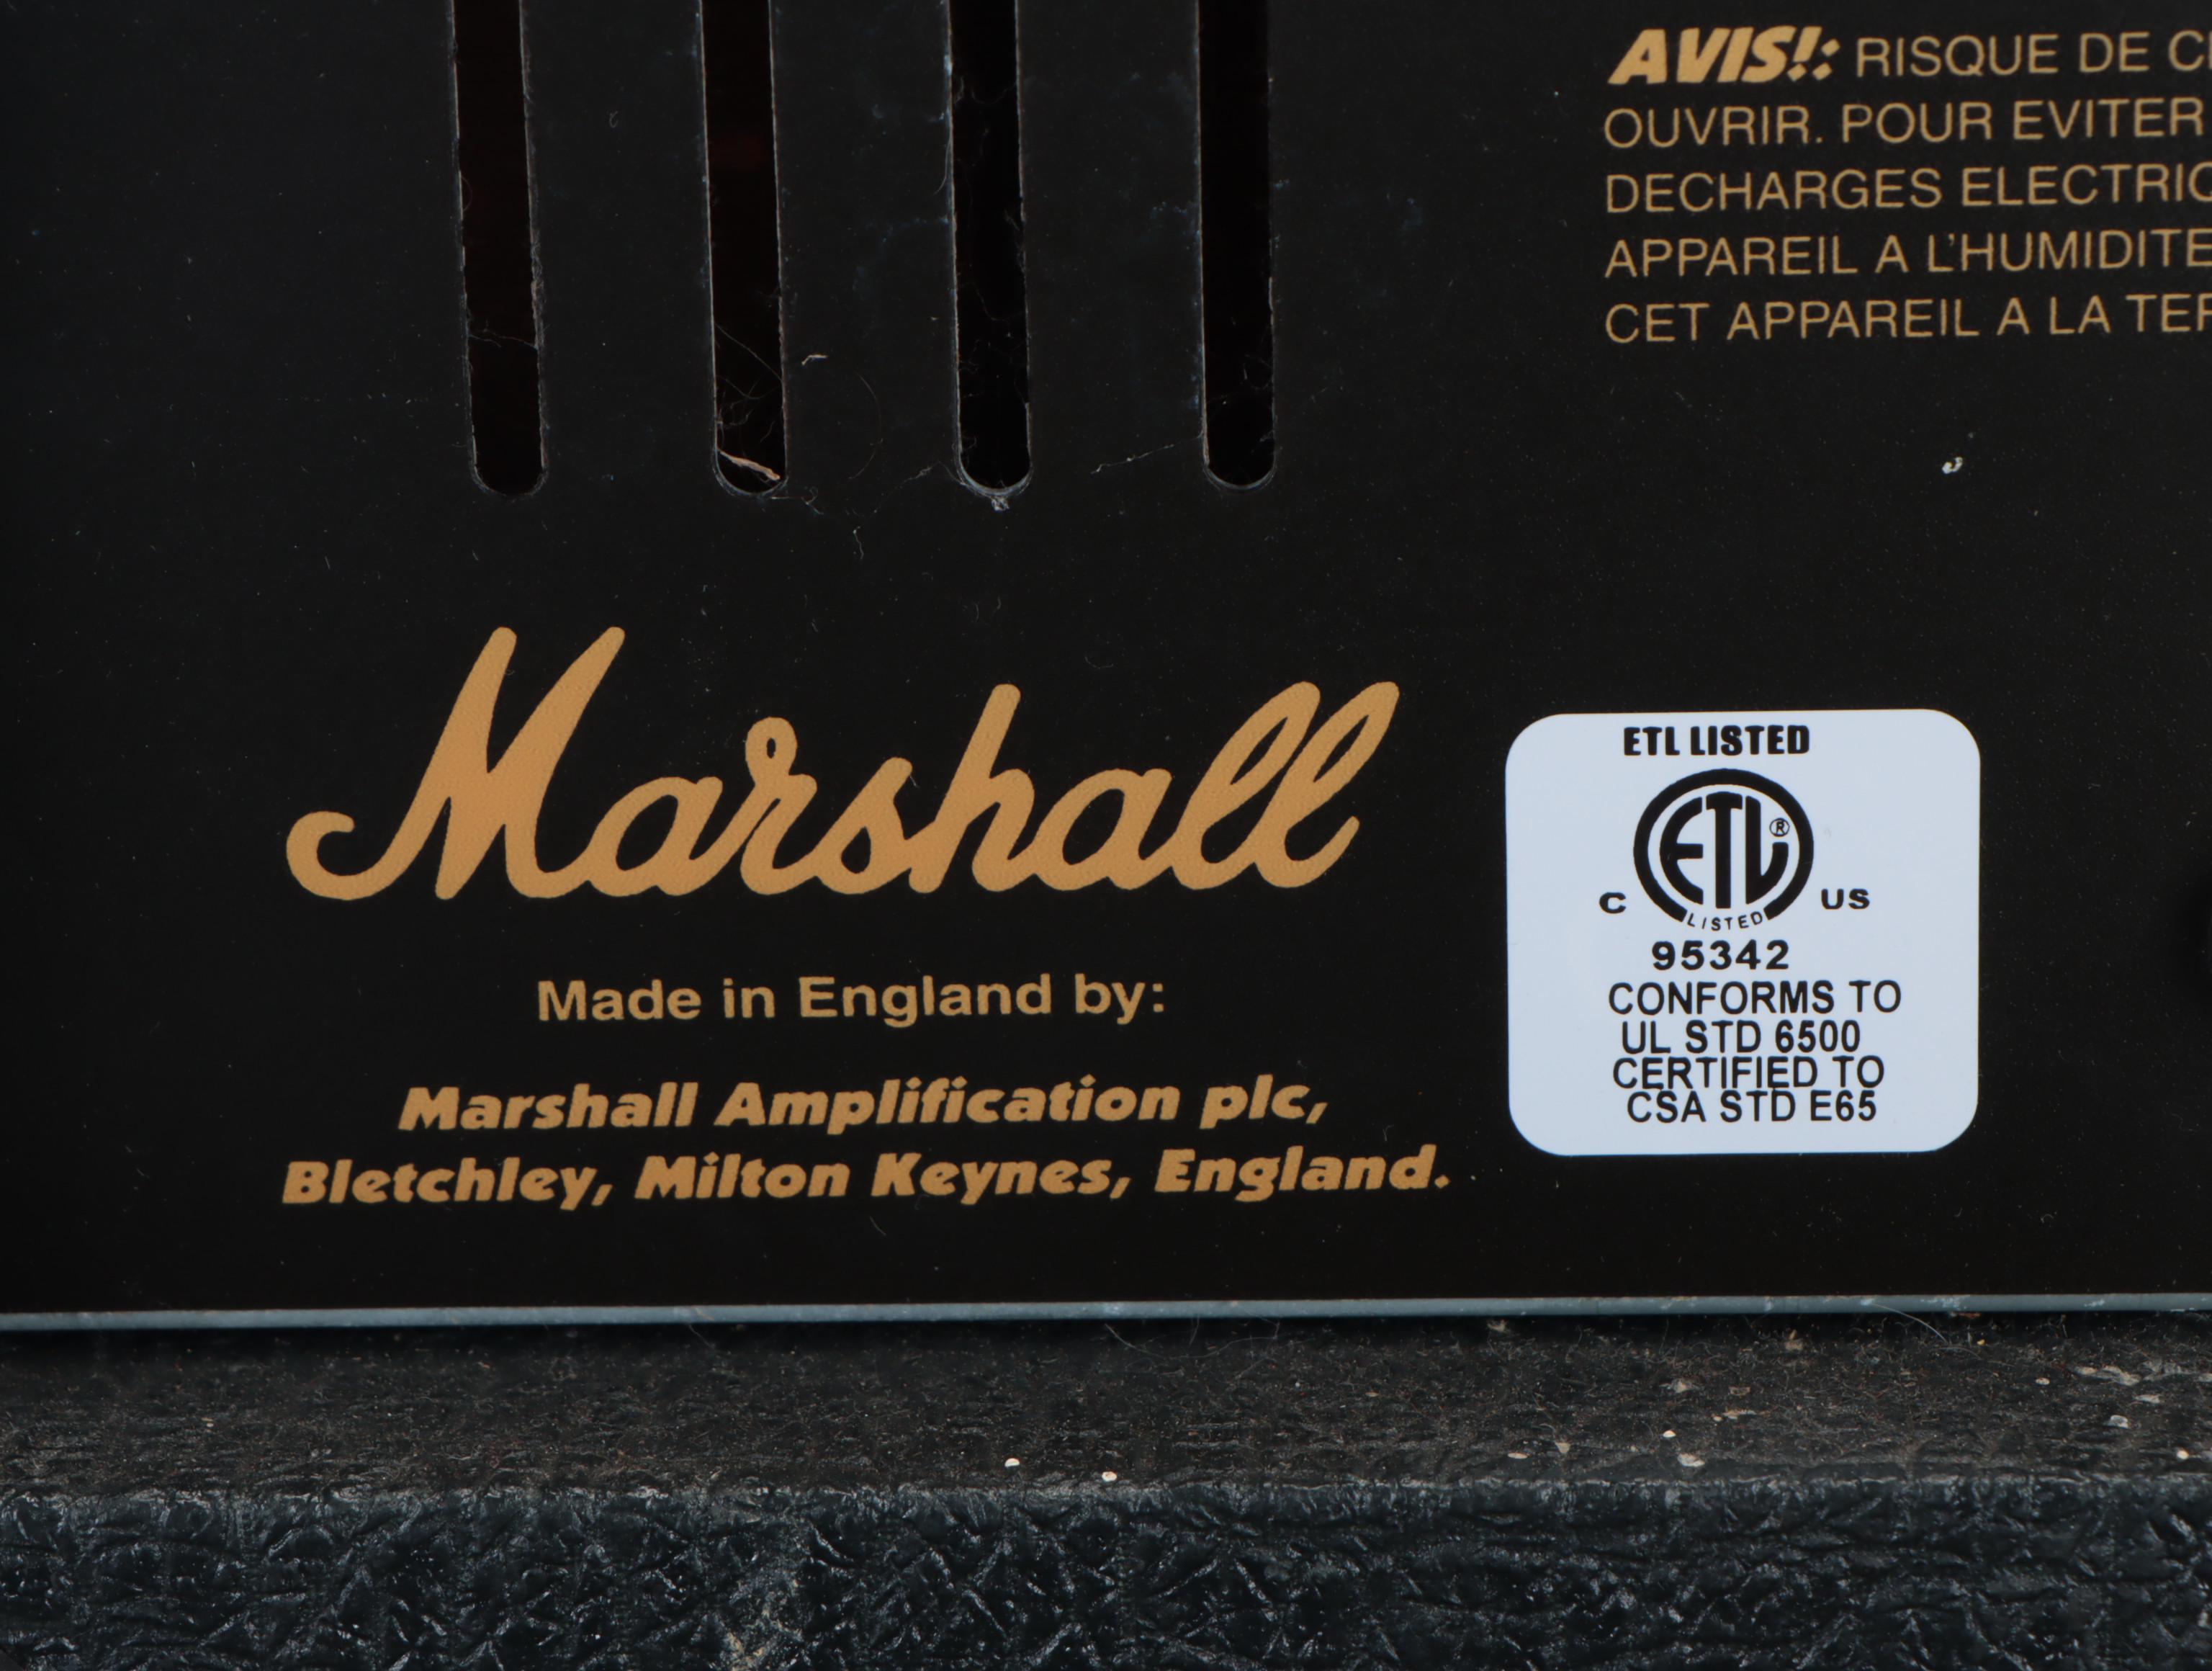 AVIS!: RISQUE DE
OUVRIR. POUR EVITER
DECHARGES
APPAREIL A L'HUMIDITE
CET APPAREIL A LA
Marshall
Made in England by:
Marshall Amplification plc,
Bletchley, Milton Keynes, England.
ETL LISTED
ETL ®
C US
LISTED
95342
CONFORMS TO
UL STD 6500
CERTIFIED TO
CSA STD E65